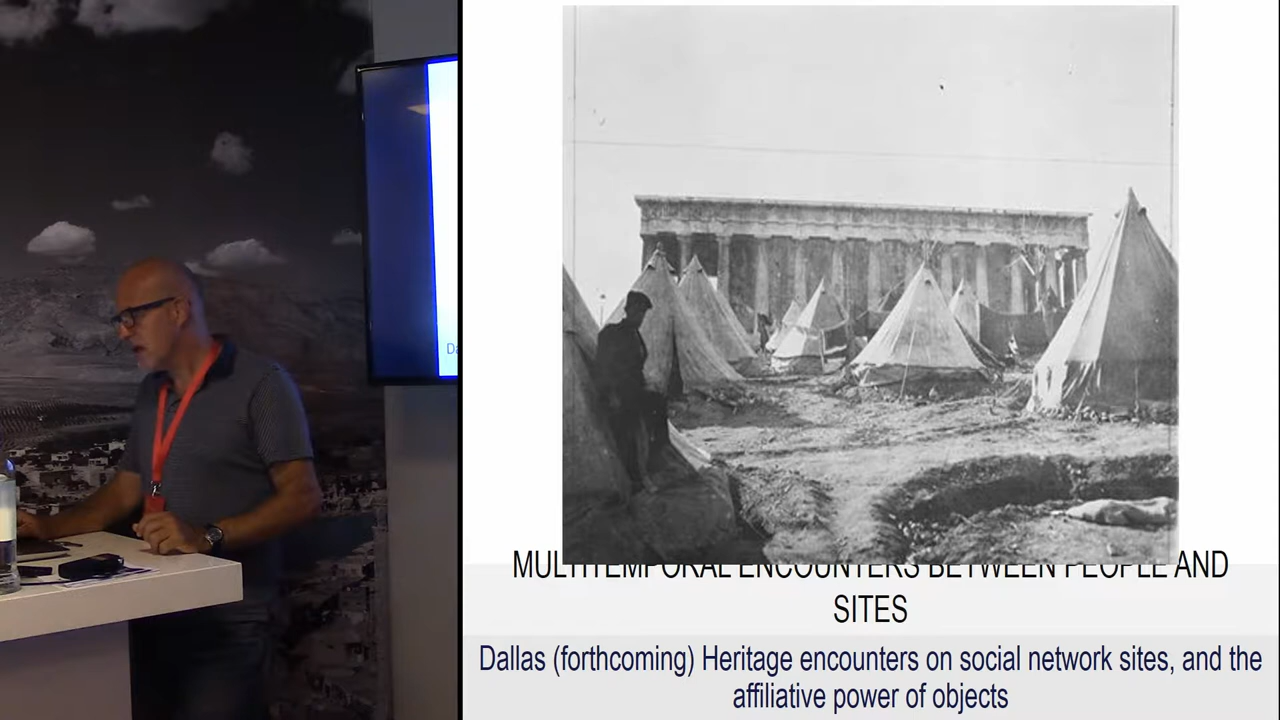 MULTITEMPORAL ENCOUNTERS BETWEEN PEOPLE AND
SITES
Dallas (forthcoming) Heritage encounters on social network sites, and the
affiliative power of objects
Da